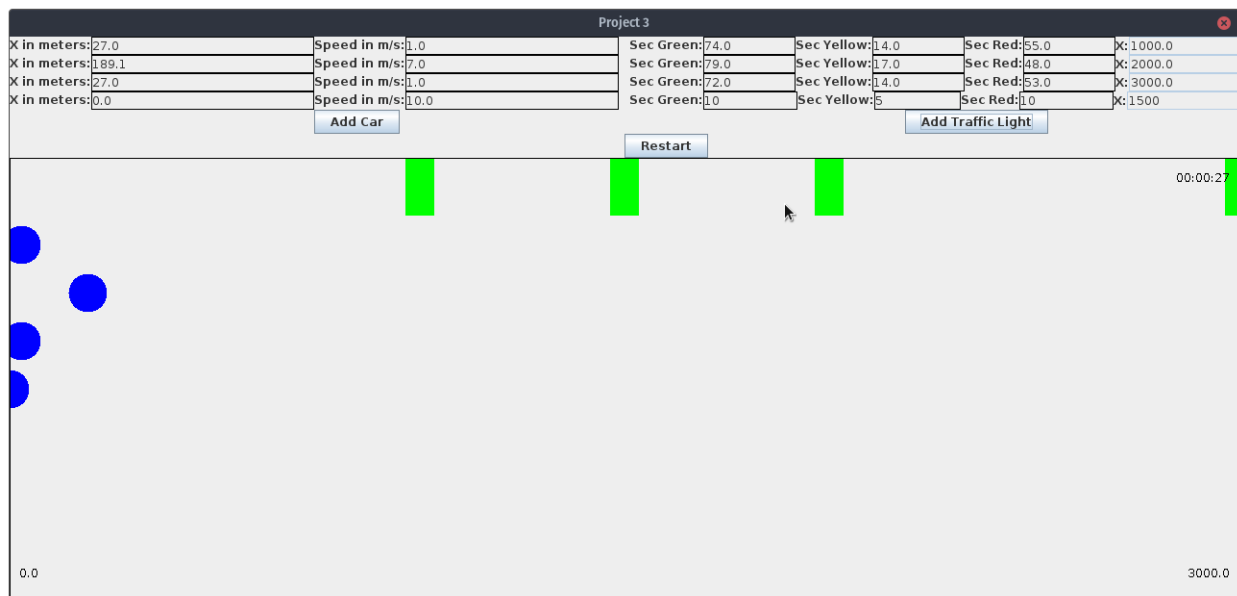 Project 3
X in meters: 27.0 Speed in m/s: 1.0 Sec Green: 74.0 Sec Yellow: 14.0 Sec Red: 55.0 X: 1000.0
X in meters: 189.1 Speed in m/s: 7.0 Sec Green: 79.0 Sec Yellow: 17.0 Sec Red: 48.0 X: 2000.0
X in meters: 27.0 Speed in m/s: 1.0 Sec Green: 72.0 Sec Yellow: 14.0 Sec Red: 53.0 X: 3000.0
X in meters: 0.0 Speed in m/s: 10.0 Sec Green: 10 Sec Yellow: 5 Sec Red: 10 X: 1500
Add Car Add Traffic Light
Restart
00:00:27
0.0 3000.0